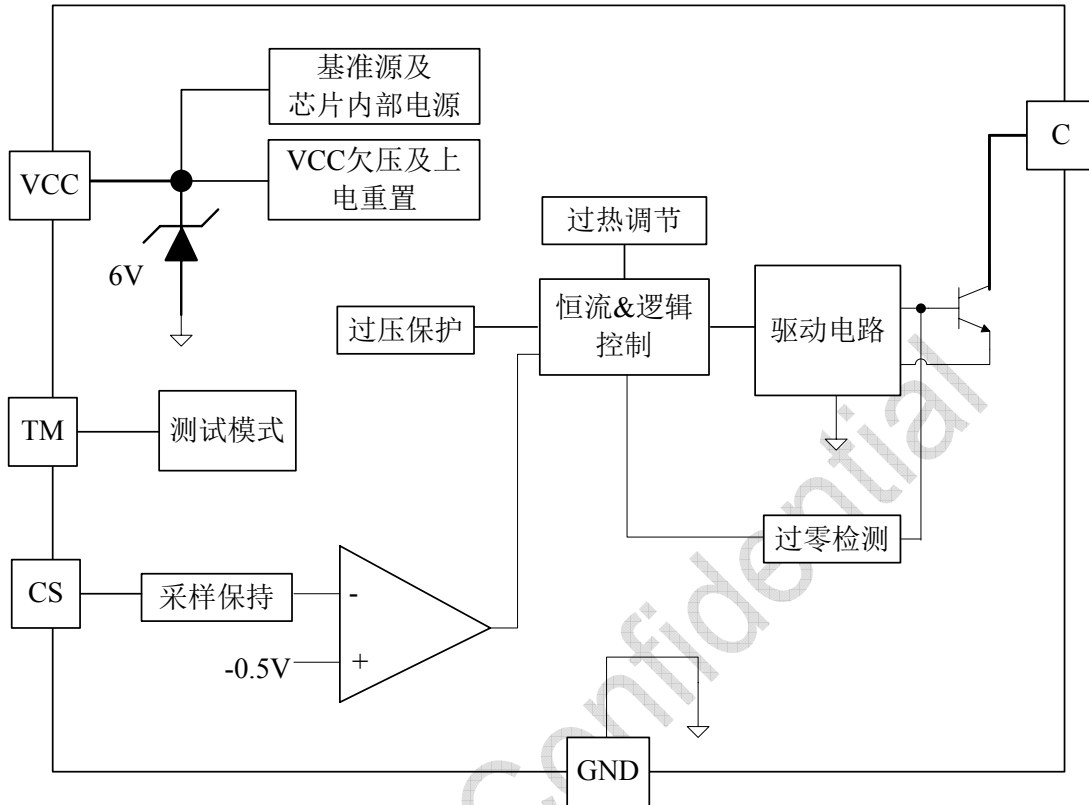 基准源及
芯片内部电源
C
VCC
VCC欠压及上
电重置
6V
过热调节
过压保护
恒流&逻辑
控制
驱动电路
TM
测试模式
过零检测
CS
采样保持
-
-0.5V
+
GND
Confidential